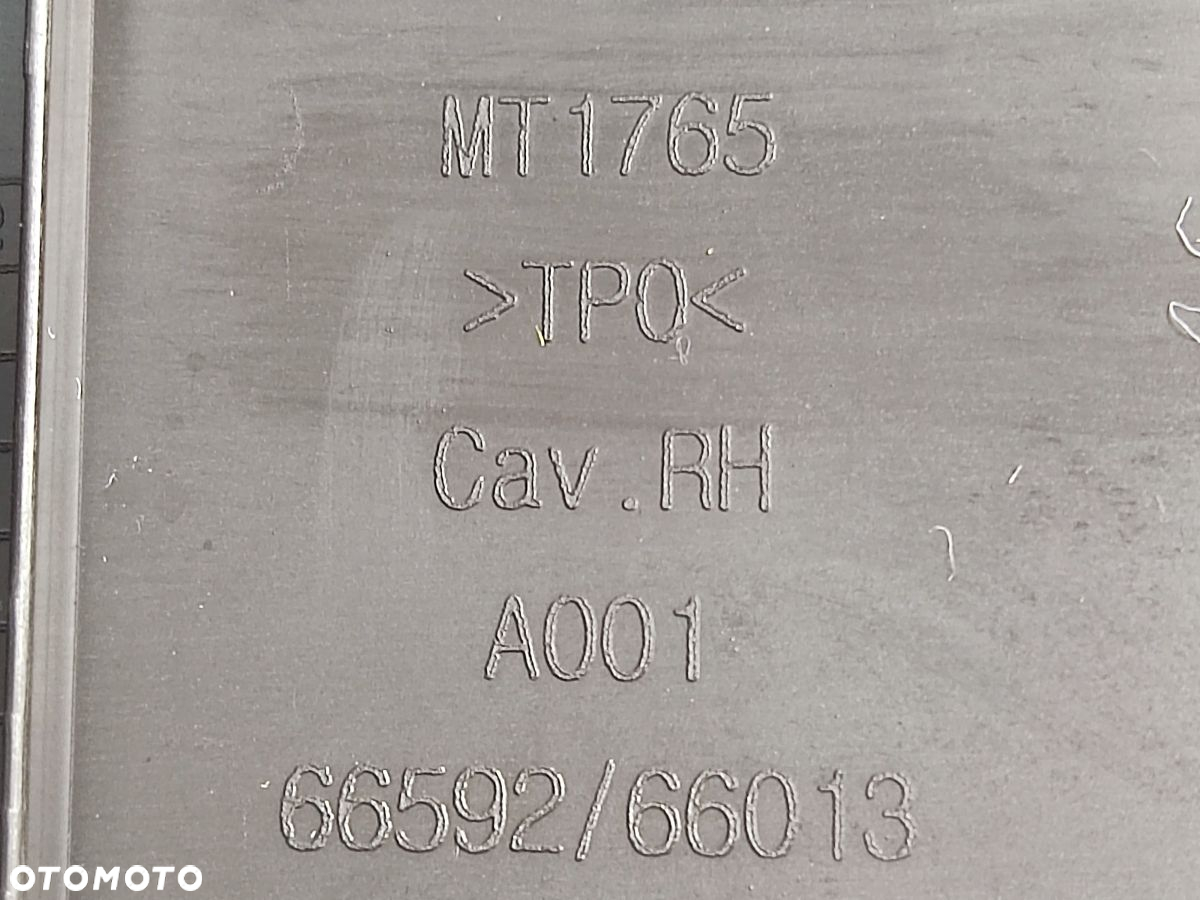 MT1765
>TPO<
Cav.RH
A001
66592/66013
OTOMOTO